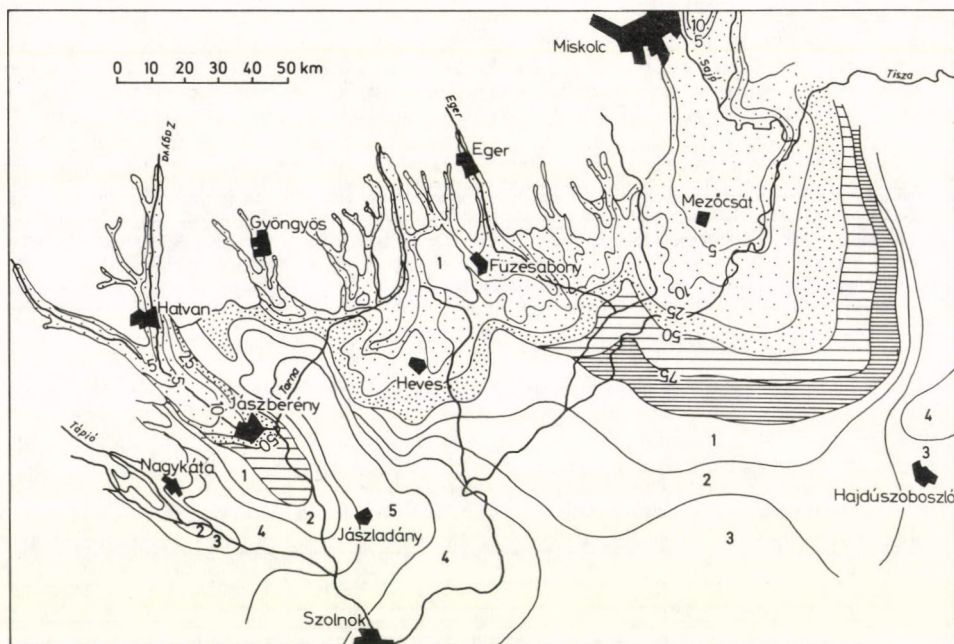 Miskolc
10
5
Sajó
Tisza
0 10 20 30 40 50 km
Zagyva
Eger
Eger
Gyöngyös
Mezőcsát
5
1
Füzesabony
10
Hatvan
25
25
50
5
5
Heves
75
Tarna
10
Jászberény
50
4
1
Tápió
3
Nagykáta
1
2
Hajdúszoboszló
5
2
4
Jászladány
2
3
3
4
Szolnok